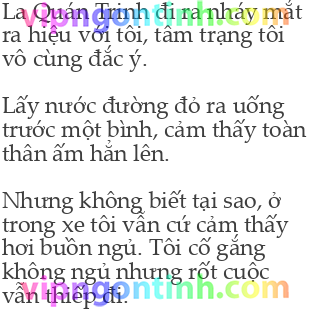 La Quán Trinh đi ra nháy mắt
ra hiệu với tôi, tâm trạng tôi
vô cùng đắc ý.
Lấy nước đường đỏ ra uống
trước một bình, cảm thấy toàn
thân ấm hẳn lên.
Nhưng không biết tại sao, ở
trong xe tôi vẫn cứ cảm thấy
hơi buồn ngủ. Tôi cố gắng
không ngủ nhưng rốt cuộc
vẫn thiếp đi.
vipngontinh.com
vipngontinh.com